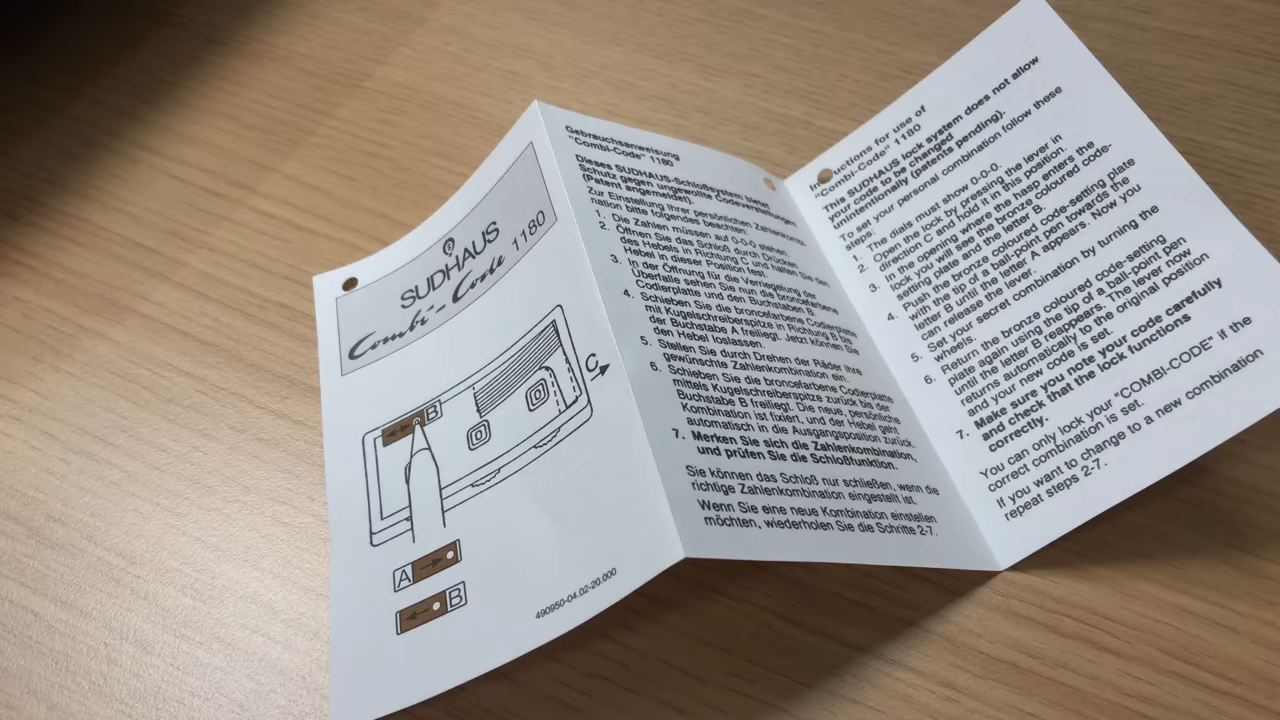 SUDHAUS
Combi-Code 1180
B
C
A
B
490950-04.02-20.000
Gebrauchsanweisung
"Combi-Code" 1180
Dieses SUDHAUS-Schloßsystem bietet
Schutz gegen ungewollte Codeverstellungen
(Patent angemeldet).
Zur Einstellung Ihrer persönlichen Zahlenkombi-
nation bitte folgendes beachten:
1. Die Zahlen müssen auf 0-0-0 stehen.
2. Öffnen Sie das Schloß durch Drücken
des Hebels in Richtung C und halten Sie den
Hebel in dieser Position fest.
3. In der Öffnung für die Verriegelung der
Überfalle sehen Sie nun die broncefarbene
Codierplatte und den Buchstaben B.
4. Schieben Sie die broncefarbene Codierplatte
mit Kugelschreiberspitze in Richtung B bis
der Buchstabe A freiliegt. Jetzt können Sie
den Hebel loslassen.
5. Stellen Sie durch Drehen der Räder Ihre
gewünschte Zahlenkombination ein.
6. Schieben Sie die broncefarbene Codierplatte
mittels Kugelschreiberspitze zurück bis der
Buchstabe B freiliegt. Die neue, persönliche
Kombination ist fixiert, und der Hebel geht
automatisch in die Ausgangsposition zurück.
7. Merken Sie sich die Zahlenkombination,
und prüfen Sie die Schloßfunktion.
Sie können das Schloß nur schließen, wenn die
richtige Zahlenkombination eingestellt ist.
Wenn Sie eine neue Kombination einstellen
möchten, wiederholen Sie die Schritte 2-7.
Instructions for use of
"Combi-Code" 1180
This SUDHAUS lock system does not allow
your code to be changed
unintentionally (patents pending).
To set your personal combination follow these
steps:
1. The dials must show 0-0-0.
2. Open the lock by pressing the lever in
direction C and hold it in this position.
3. In the opening where the hasp enters the
lock you will see the bronze coloured code-
setting plate and the letter B.
4. Push the bronze coloured code-setting plate
with the tip of a ball-point pen towards the
letter B until the letter A appears. Now you
can release the lever.
5. Set your secret combination by turning the
wheels.
6. Return the bronze coloured code-setting
plate again using the tip of a ball-point pen
until the letter B reappears. The lever now
returns automatically to the original position
and your new code is set.
7. Make sure you note your code carefully
and check that the lock functions
correctly.
You can only lock your "COMBI-CODE" if the
correct combination is set.
If you want to change to a new combination
repeat steps 2-7.